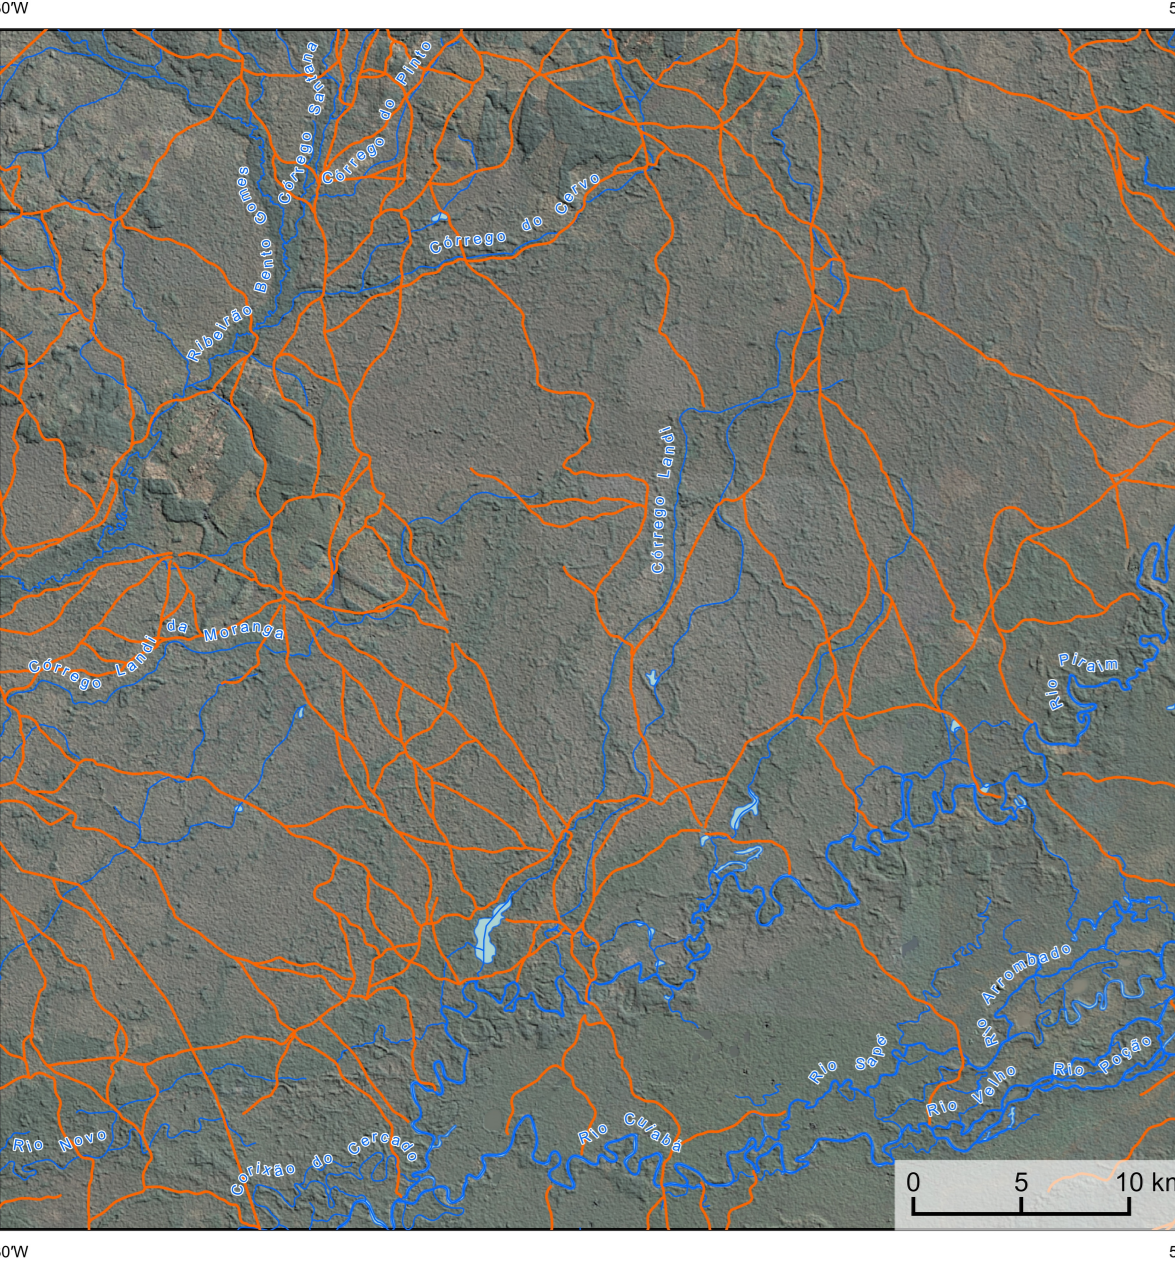 0'W
5
Córrego Santana
Córrego do Pinto
Ribeirão Bento Gomes
Córrego do Cervo
Córrego Landi
Córrego Landi da Moranga
Rio Piraim
Rio Arrombado
Rio Sapé
Rio Poção
Rio Velho
Rio Cuiabá
Rio Novo
Corixão do Cercado
0 5 10 km
0'W
5